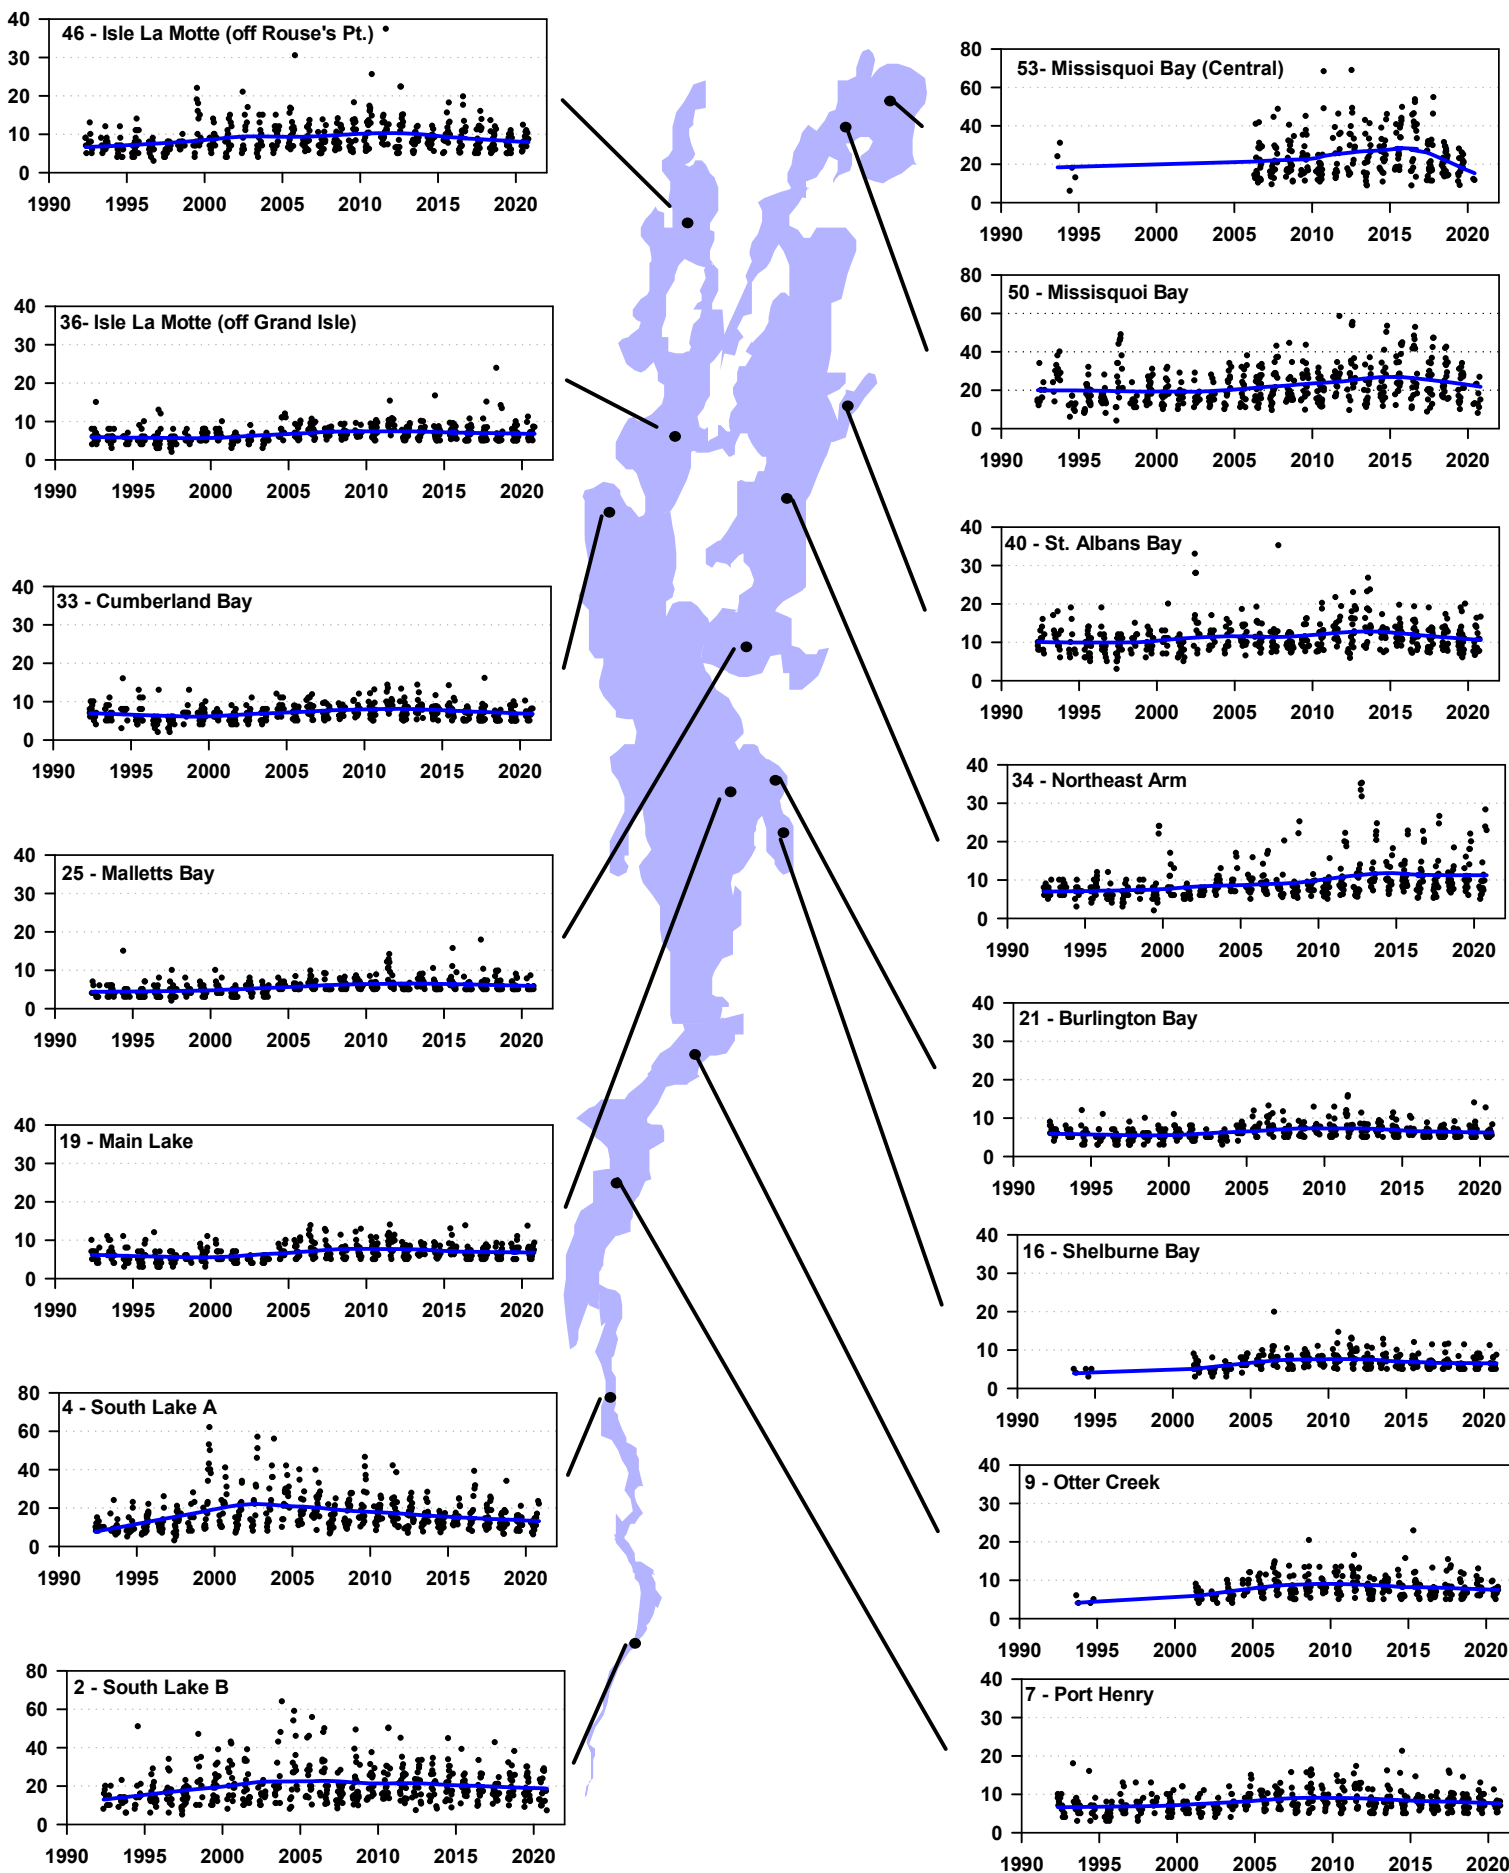 46 - Isle La Motte (off Rouse's Pt.)
40
30
20
10
0
1990 1995 2000 2005 2010 2015 2020
36- Isle La Motte (off Grand Isle)
40
30
20
10
0
1990 1995 2000 2005 2010 2015 2020
33 - Cumberland Bay
40
30
20
10
0
1990 1995 2000 2005 2010 2015 2020
25 - Malletts Bay
40
30
20
10
0
1990 1995 2000 2005 2010 2015 2020
19 - Main Lake
40
30
20
10
0
1990 1995 2000 2005 2010 2015 2020
4 - South Lake A
80
60
40
20
0
1990 1995 2000 2005 2010 2015 2020
2 - South Lake B
80
60
40
20
0
1990 1995 2000 2005 2010 2015 2020
53- Missisquoi Bay (Central)
80
60
40
20
0
1990 1995 2000 2005 2010 2015 2020
50 - Missisquoi Bay
80
60
40
20
0
1990 1995 2000 2005 2010 2015 2020
40 - St. Albans Bay
40
30
20
10
0
1990 1995 2000 2005 2010 2015 2020
34 - Northeast Arm
40
30
20
10
0
1990 1995 2000 2005 2010 2015 2020
21 - Burlington Bay
40
30
20
10
0
1990 1995 2000 2005 2010 2015 2020
16 - Shelburne Bay
40
30
20
10
0
1990 1995 2000 2005 2010 2015 2020
9 - Otter Creek
40
30
20
10
0
1990 1995 2000 2005 2010 2015 2020
7 - Port Henry
40
30
20
10
0
1990 1995 2000 2005 2010 2015 2020